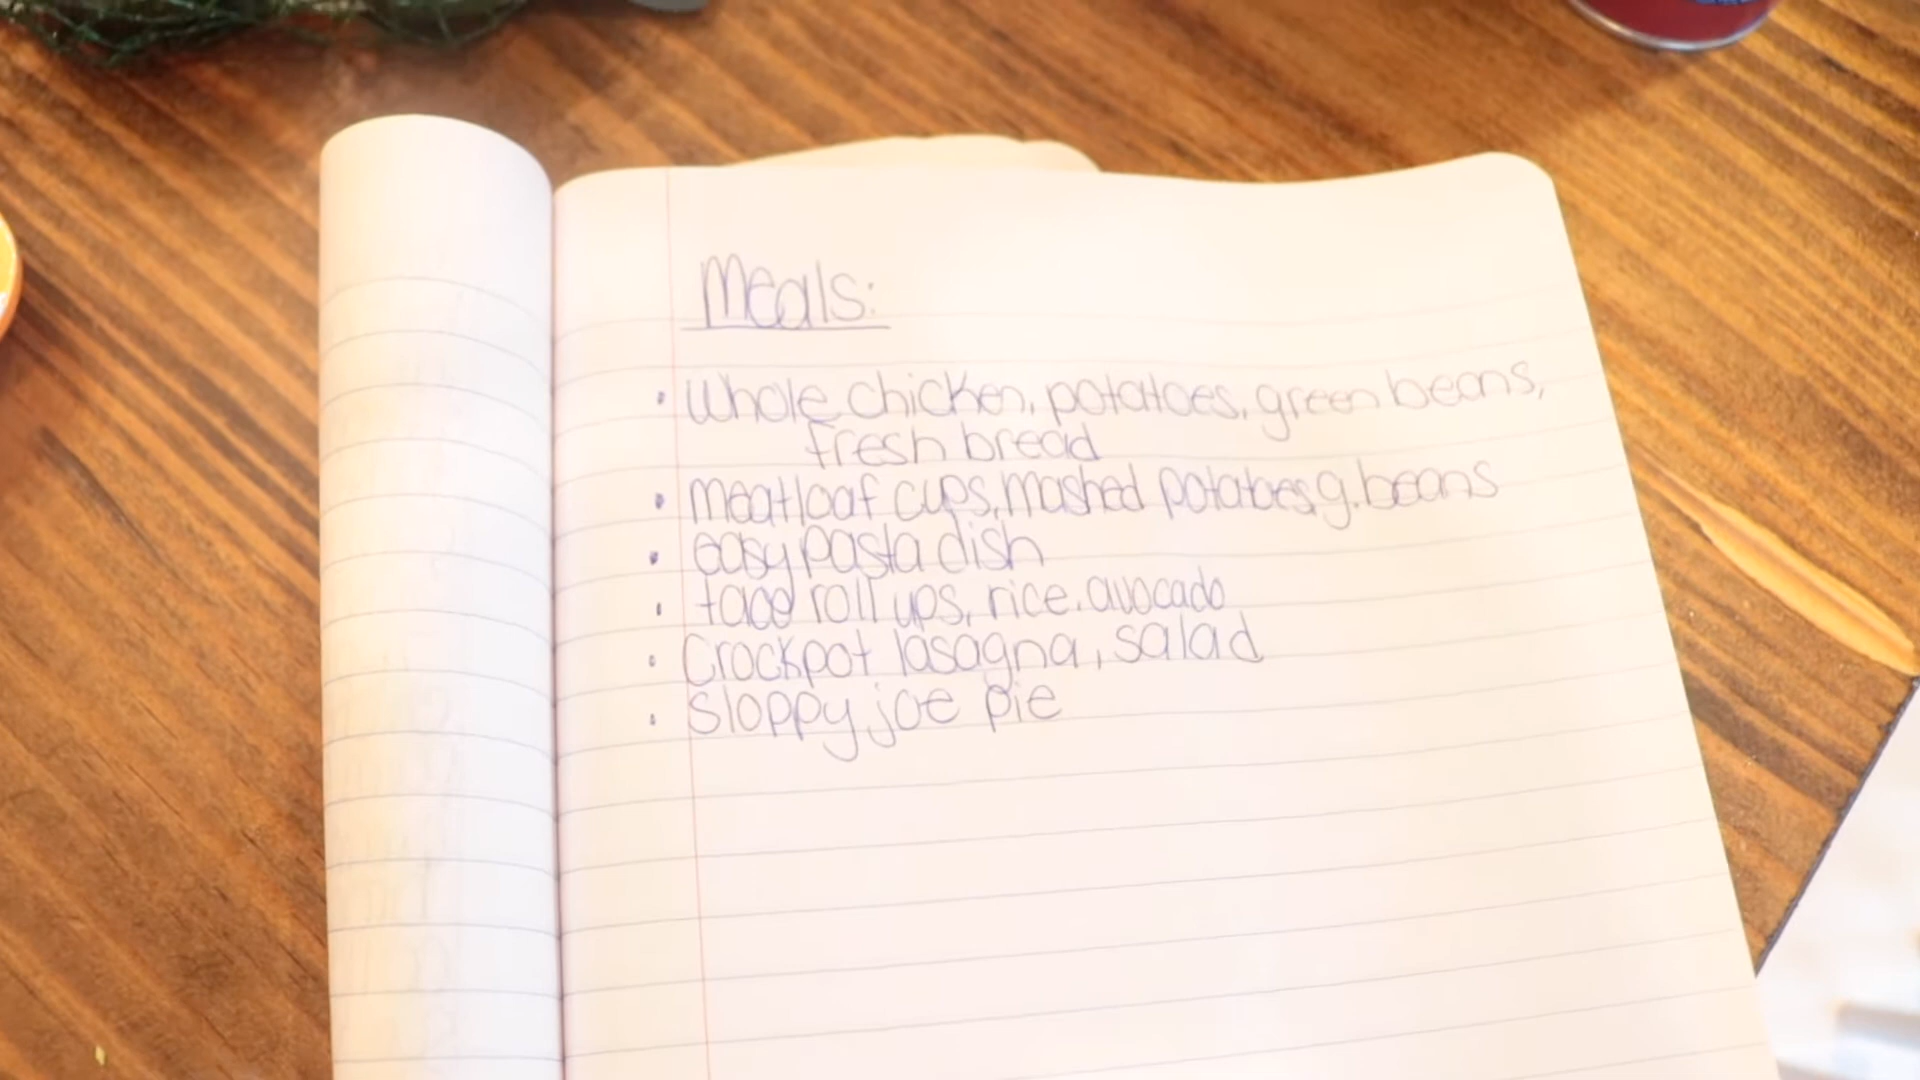 Meals:
• Whole chicken, potatoes, green beans,
fresh bread
• meatloaf cups, mashed potatoes, g. beans
• easy pasta dish
• taco roll ups, rice, avocado
• Crockpot lasagna, salad
• Sloppy joe pie